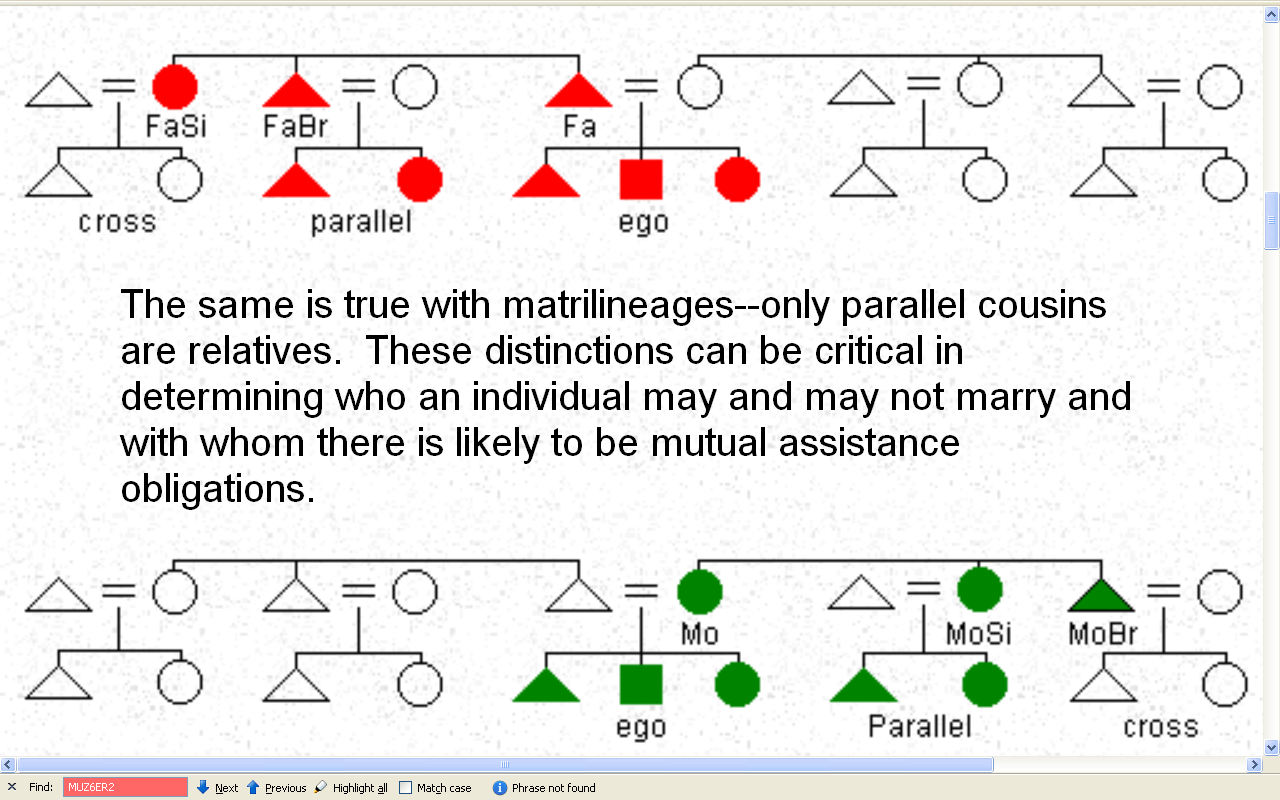 FaSi FaBr Fa
cross parallel ego
The same is true with matrilineages--only parallel cousins
are relatives.  These distinctions can be critical in
determining who an individual may and may not marry and
with whom there is likely to be mutual assistance
obligations.
Mo MoSi MoBr
ego Parallel cross
Find: MUZ6ER2 Next Previous Highlight all Match case Phrase not found